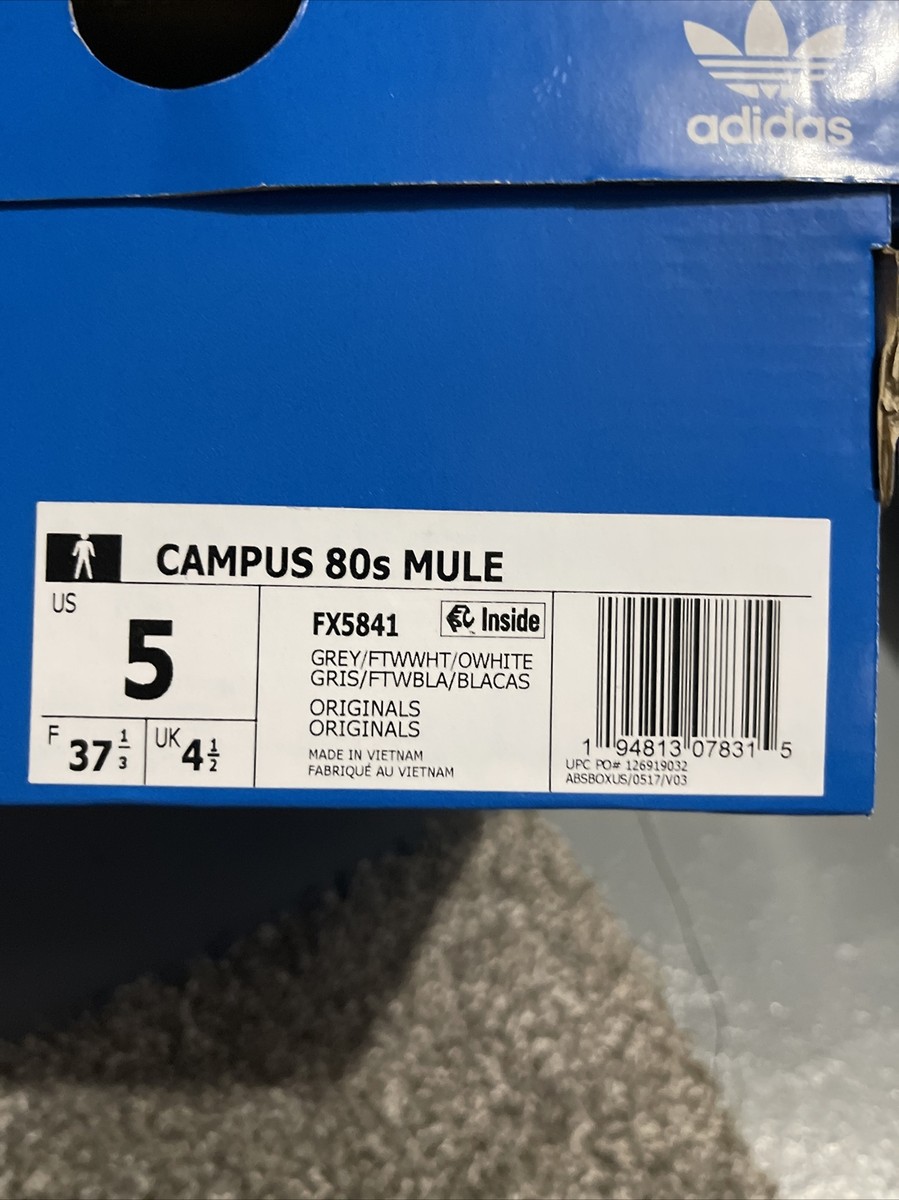 adidas
CAMPUS 80s MULE
US
5
F 37 1/3
UK 4 1/2
FX5841
Inside
GREY/FTWWHT/OWHITE
GRIS/FTWBLA/BLACAS
ORIGINALS
ORIGINALS
MADE IN VIETNAM
FABRIQUÉ AU VIETNAM
1 94813 07831 5
UPC PO# 126919032
ABSBOXUS/0517/V03